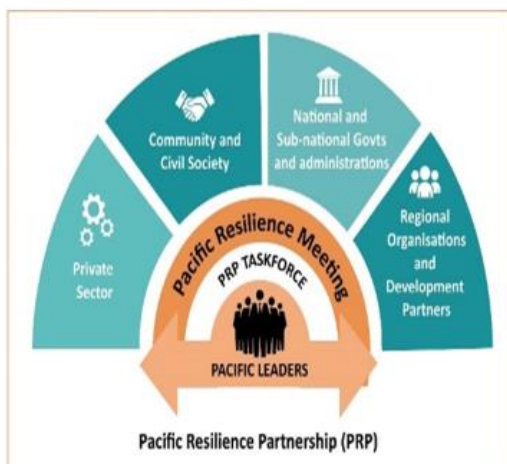 Private
Sector
Community and
Civil Society
National and
Sub-national Govts
and administrations
Regional
Organisations
and
Development
Partners
Pacific Resilience Meeting
PRP TASKFORCE
PACIFIC LEADERS
Pacific Resilience Partnership (PRP)